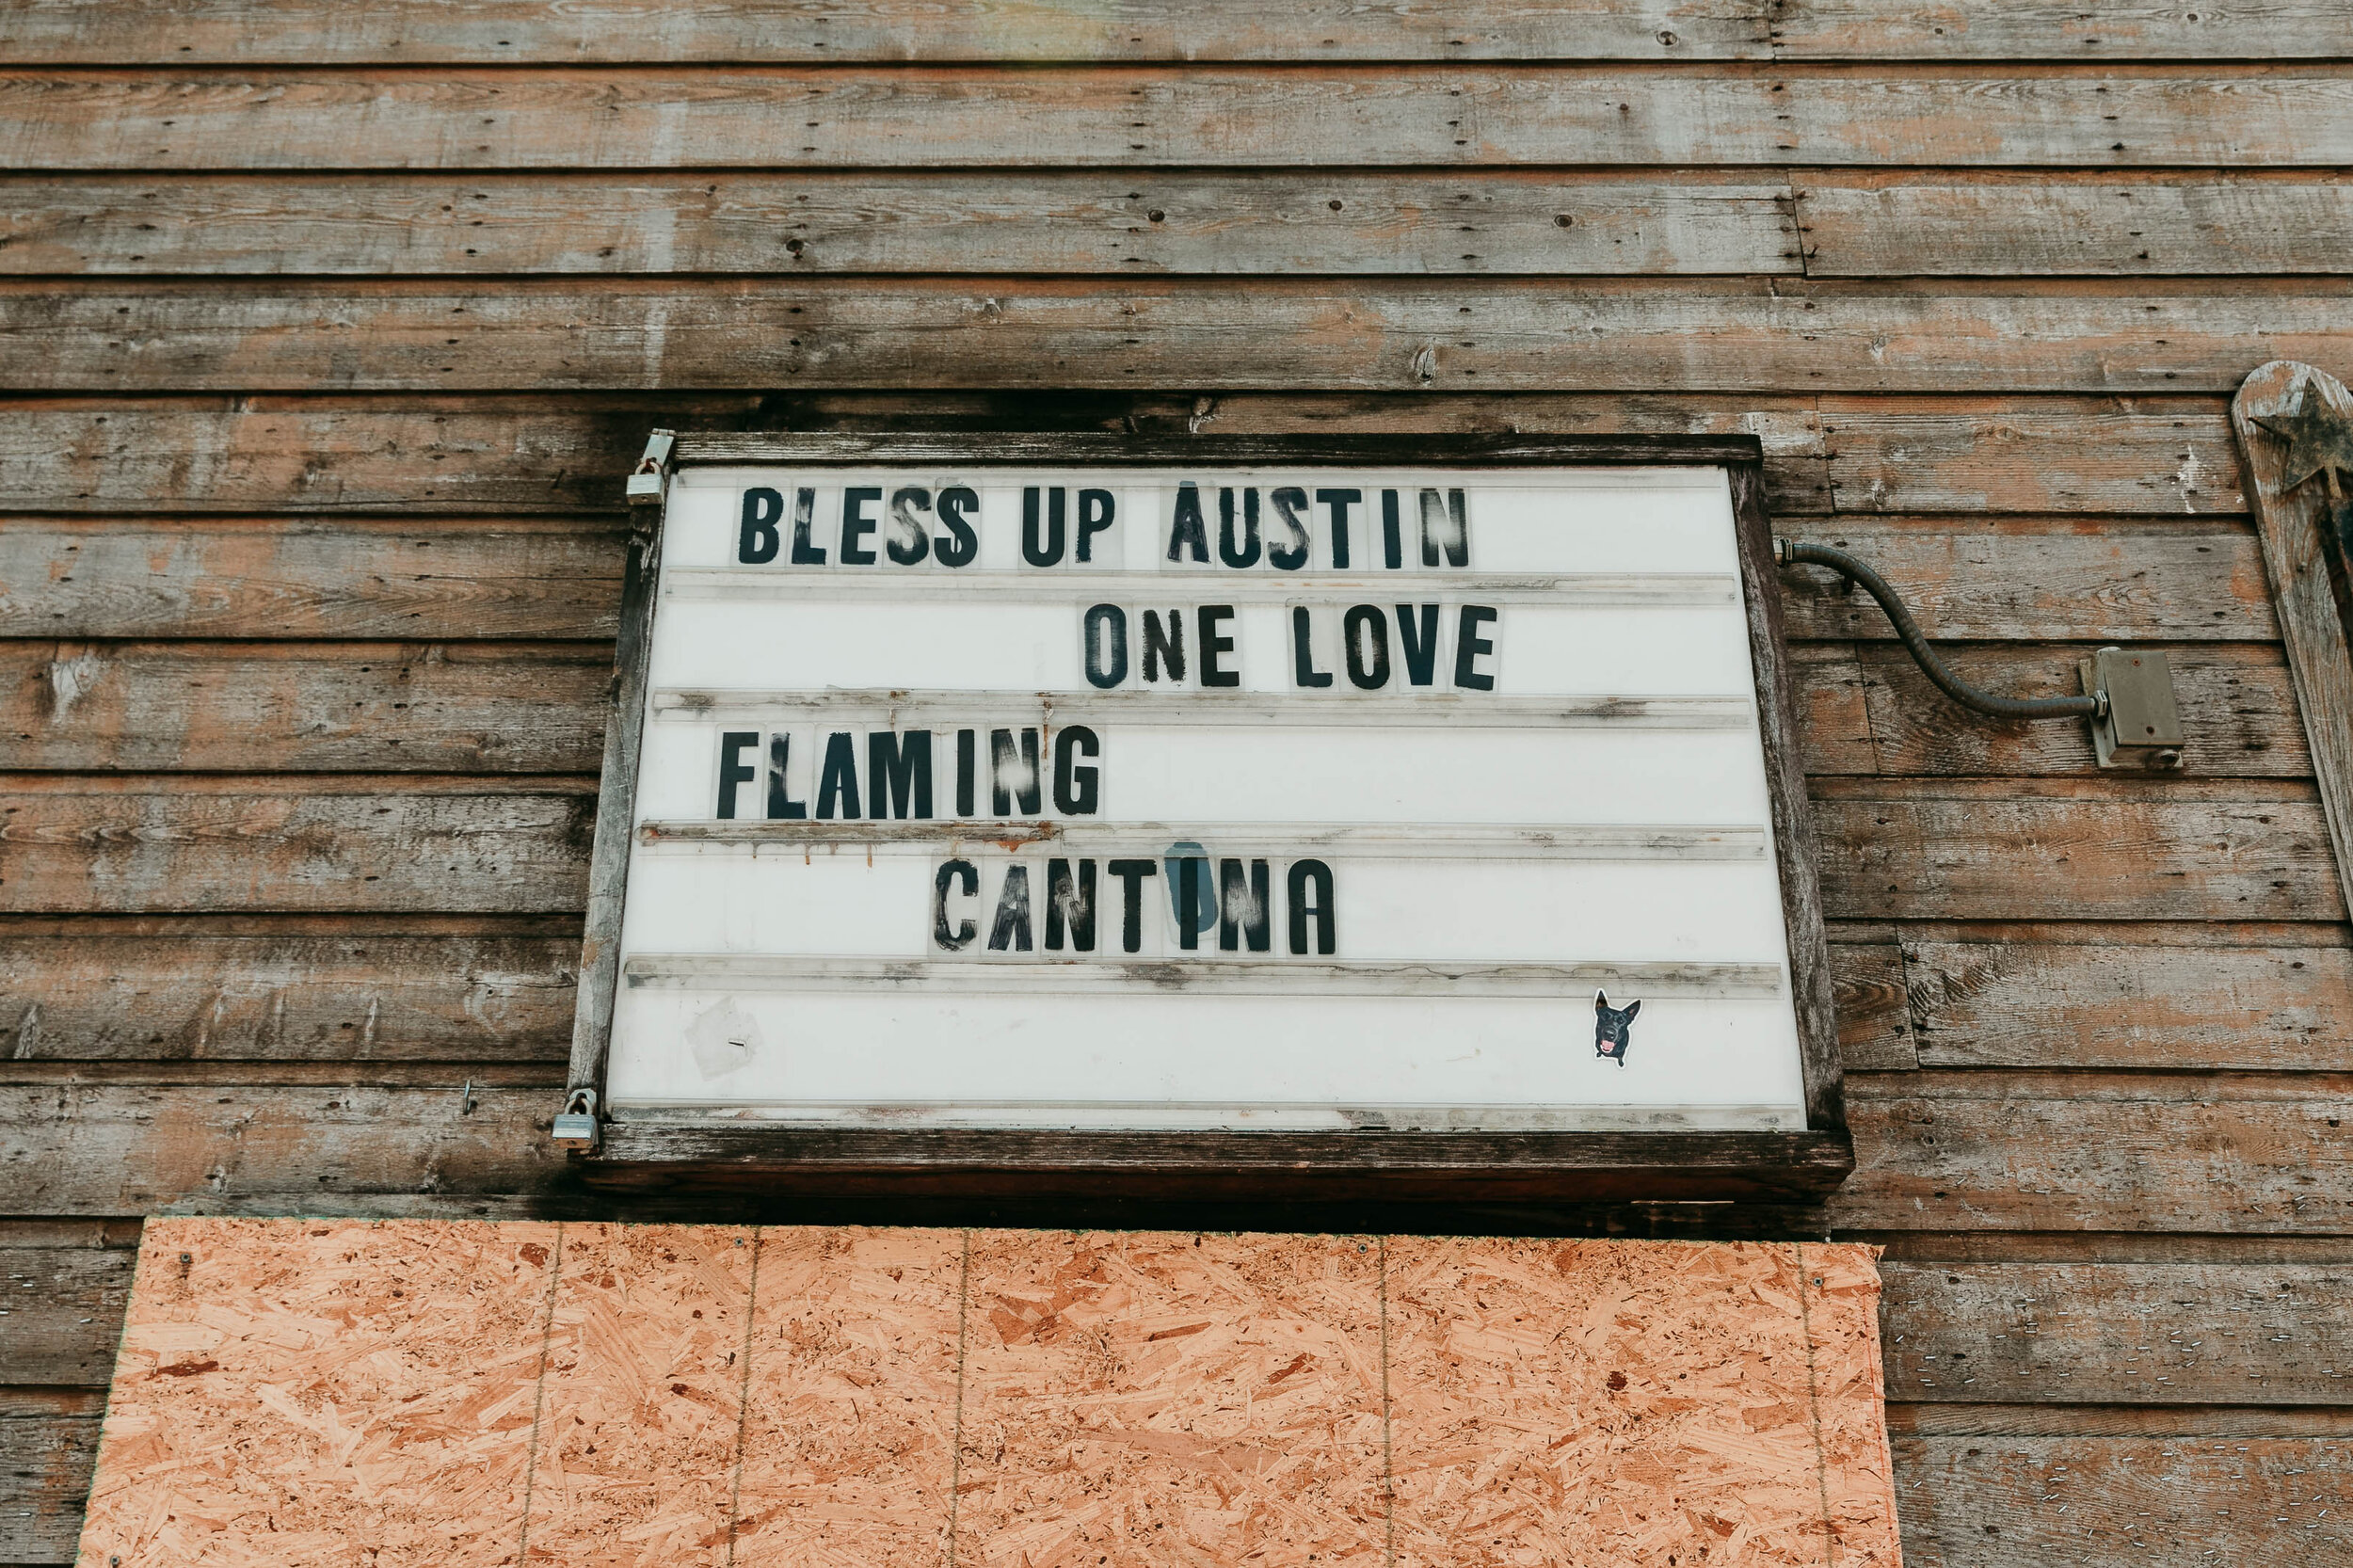 BLESS UP AUSTIN
ONE LOVE
FLAMING
CANTINA